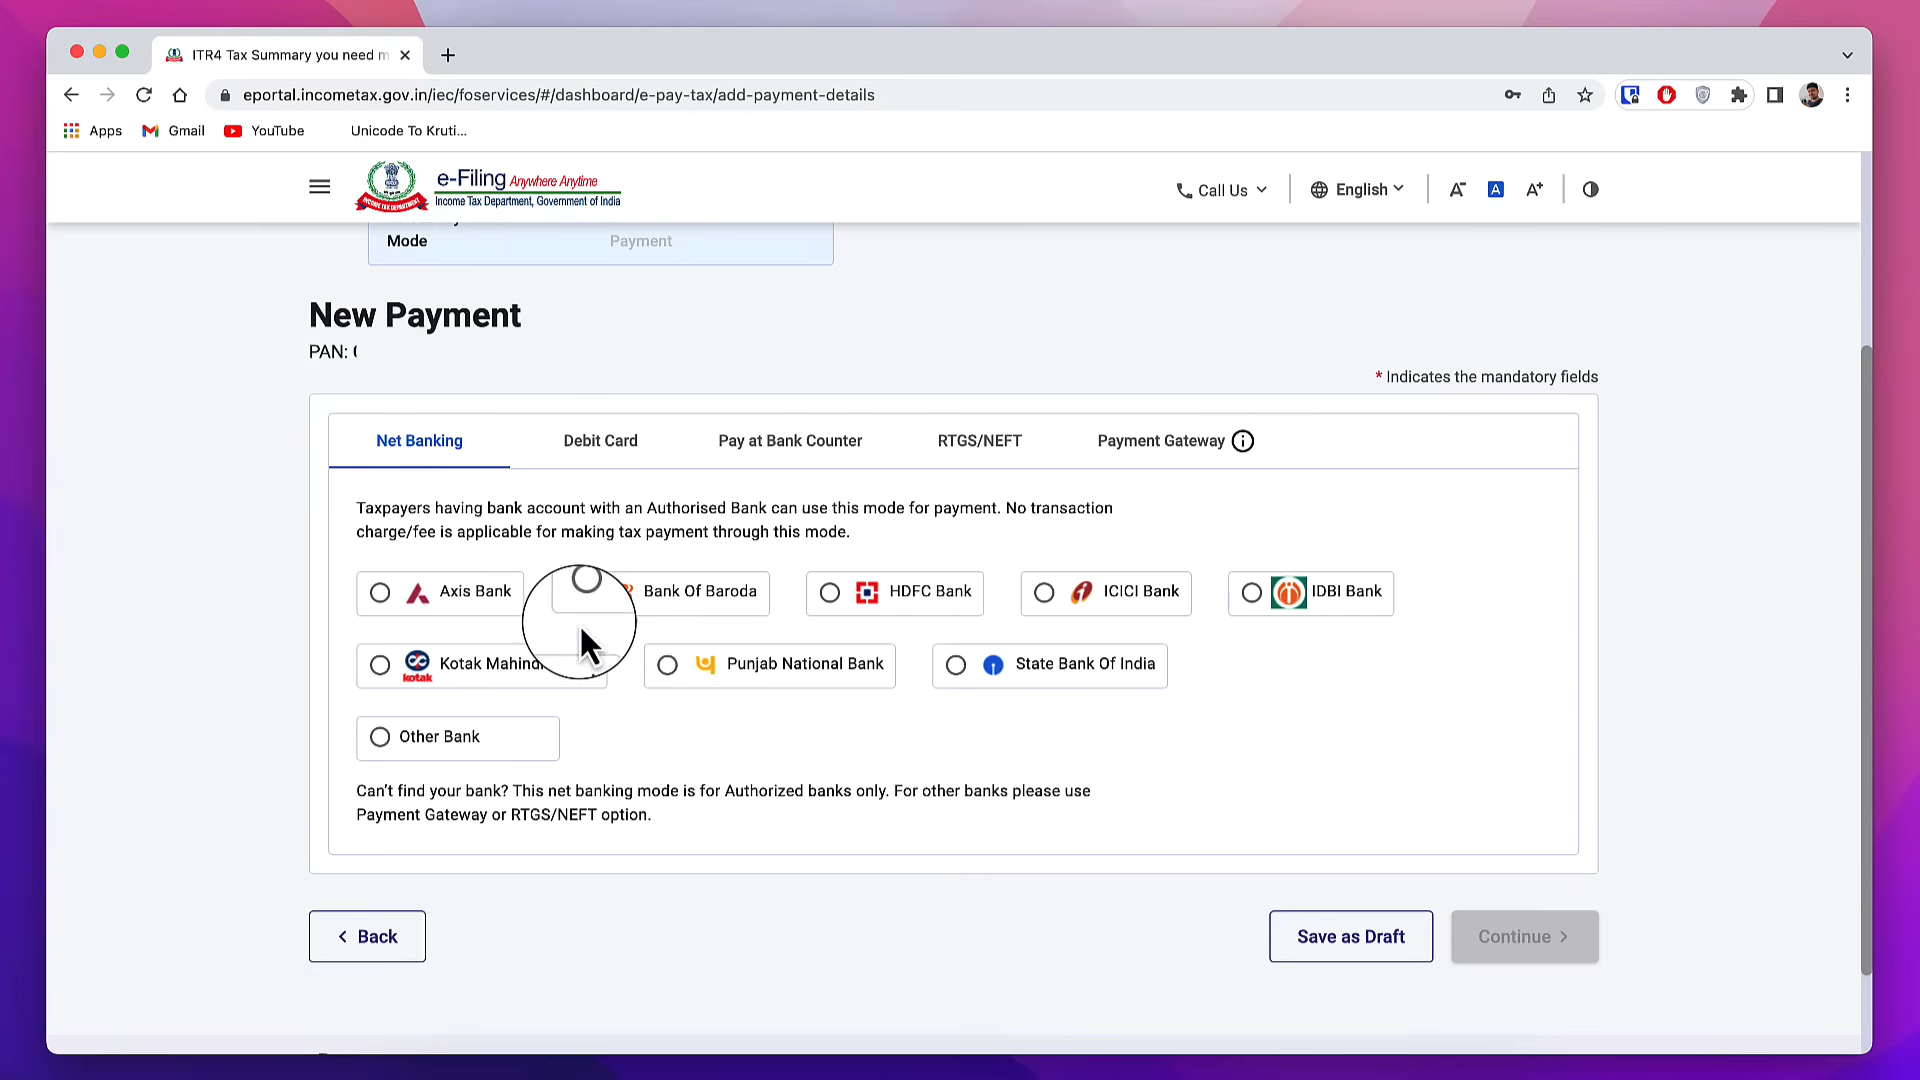 ITR4 Tax Summary you need m
eportal.incometax.gov.in/iec/foservices/#/dashboard/e-pay-tax/add-payment-details
Apps Gmail YouTube Unicode To Kruti...
e-Filing Anywhere Anytime
Income Tax Department, Government of India
INCOME TAX DEPARTMENT
Call Us English A- A A+
Mode Payment
New Payment
PAN:
* Indicates the mandatory fields
Net Banking Debit Card Pay at Bank Counter RTGS/NEFT Payment Gateway
Taxpayers having bank account with an Authorised Bank can use this mode for payment. No transaction
charge/fee is applicable for making tax payment through this mode.
Axis Bank Bank Of Baroda HDFC Bank ICICI Bank IDBI Bank
kotak Kotak Punjab National Bank State Bank Of India
Other Bank
Can't find your bank? This net banking mode is for Authorized banks only. For other banks please use
Payment Gateway or RTGS/NEFT option.
< Back Save as Draft Continue >